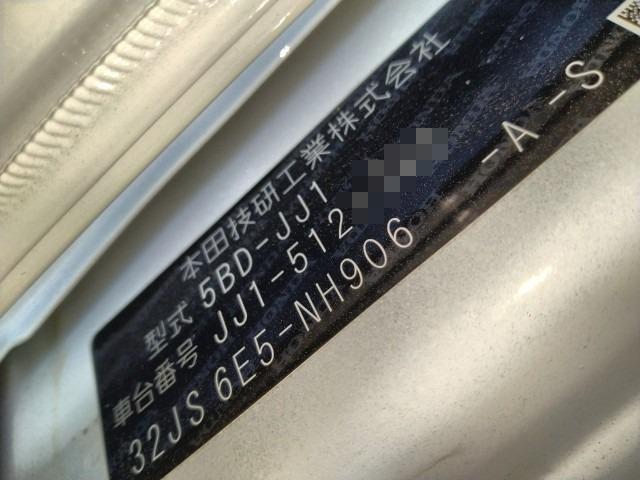 本田技研工業株式会社
型式 5BD-JJ1
車台番号 JJ1-512
32JS 6E5-NH906 -A-S